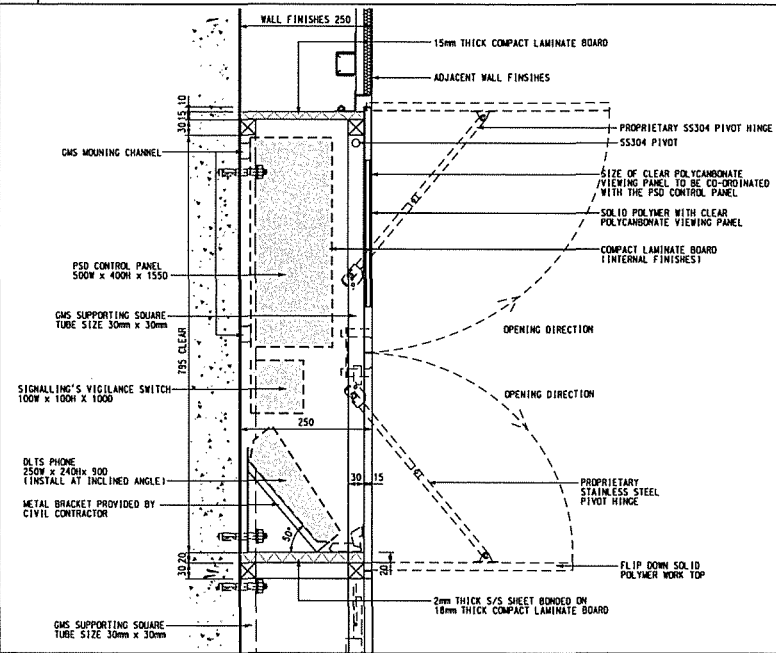 WALL FINISHES 250
15mm THICK COMPACT LAMINATE BOARD
ADJACENT WALL FINSIHES
10
15
30
PROPRIETARY SS304 PIVOT HINGE
SS304 PIVOT
GMS MOUNING CHANNEL
SIZE OF CLEAR POLYCANBONATE
VIEWING PANEL TO BE CO-ORDINATED
WITH THE PSD CONTROL PANEL
SOLID POLYMER WITH CLEAR
POLYCANBONATE VIEWING PANEL
COMPACT LAMINATE BOARD
(INTERNAL FINISHES)
PSD CONTROL PANEL
500W x 400H x 155D
GMS SUPPORTING SQUARE
TUBE SIZE 30mm x 30mm
OPENING DIRECTION
795 CLEAR
SIGNALLING'S VIGILANCE SWITCH
100W x 100H X 100D
OPENING DIRECTION
250
DLTS PHONE
250W x 240Hx 90D
(INSTALL AT INCLINED ANGLE)
30
15
METAL BRACKET PROVIDED BY
CIVIL CONTRACTOR
PROPRIETARY
STAINLESS STEEL
PIVOT HINGE
50°
20
30
20
FLIP DOWN SOLID
POLYMER WORK TOP
2mm THICK S/S SHEET BONDED ON
18mm THICK COMPACT LAMINATE BOARD
GMS SUPPORTING SQUARE
TUBE SIZE 30mm x 30mm